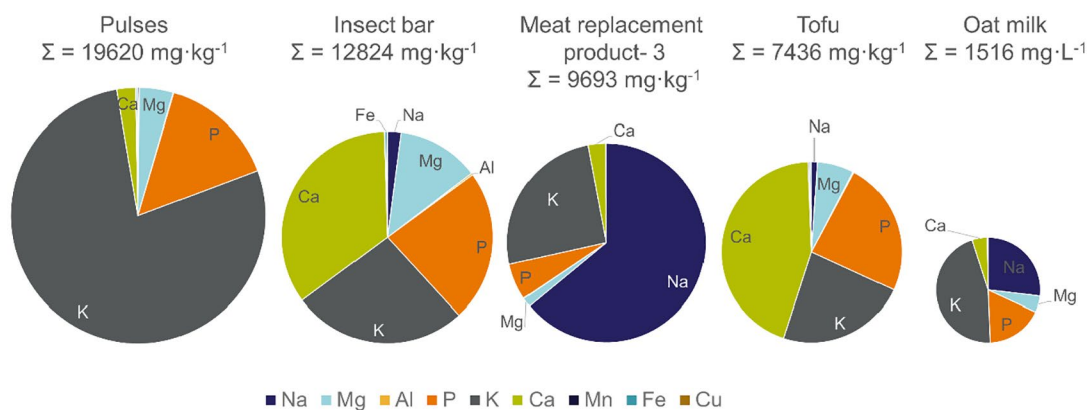 Pulses
Σ = 19620 mg·kg⁻¹
Insect bar
Σ = 12824 mg·kg⁻¹
Meat replacement
product- 3
Σ = 9693 mg·kg⁻¹
Tofu
Σ = 7436 mg·kg⁻¹
Oat milk
Σ = 1516 mg·L⁻¹
Ca
Mg
P
K
Fe
Na
Mg
Al
P
K
Ca
Ca
K
P
Mg
Na
Na
Mg
P
K
Ca
Ca
Na
Mg
P
K
Na Mg Al P K Ca Mn Fe Cu